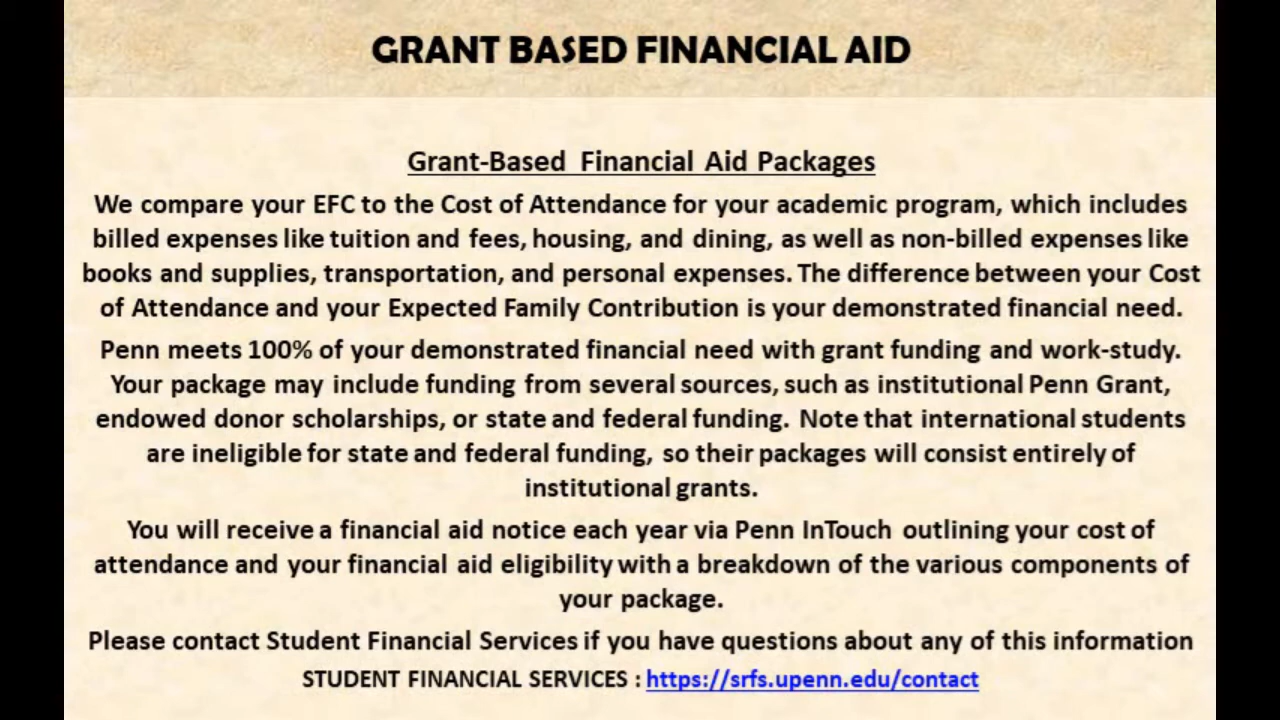 GRANT BASED FINANCIAL AID
Grant-Based Financial Aid Packages
We compare your EFC to the Cost of Attendance for your academic program, which includes
billed expenses like tuition and fees, housing, and dining, as well as non-billed expenses like
books and supplies, transportation, and personal expenses. The difference between your Cost
of Attendance and your Expected Family Contribution is your demonstrated financial need.
Penn meets 100% of your demonstrated financial need with grant funding and work-study.
Your package may include funding from several sources, such as institutional Penn Grant,
endowed donor scholarships, or state and federal funding. Note that international students
are ineligible for state and federal funding, so their packages will consist entirely of
institutional grants.
You will receive a financial aid notice each year via Penn InTouch outlining your cost of
attendance and your financial aid eligibility with a breakdown of the various components of
your package.
Please contact Student Financial Services if you have questions about any of this information
STUDENT FINANCIAL SERVICES : https://srfs.upenn.edu/contact